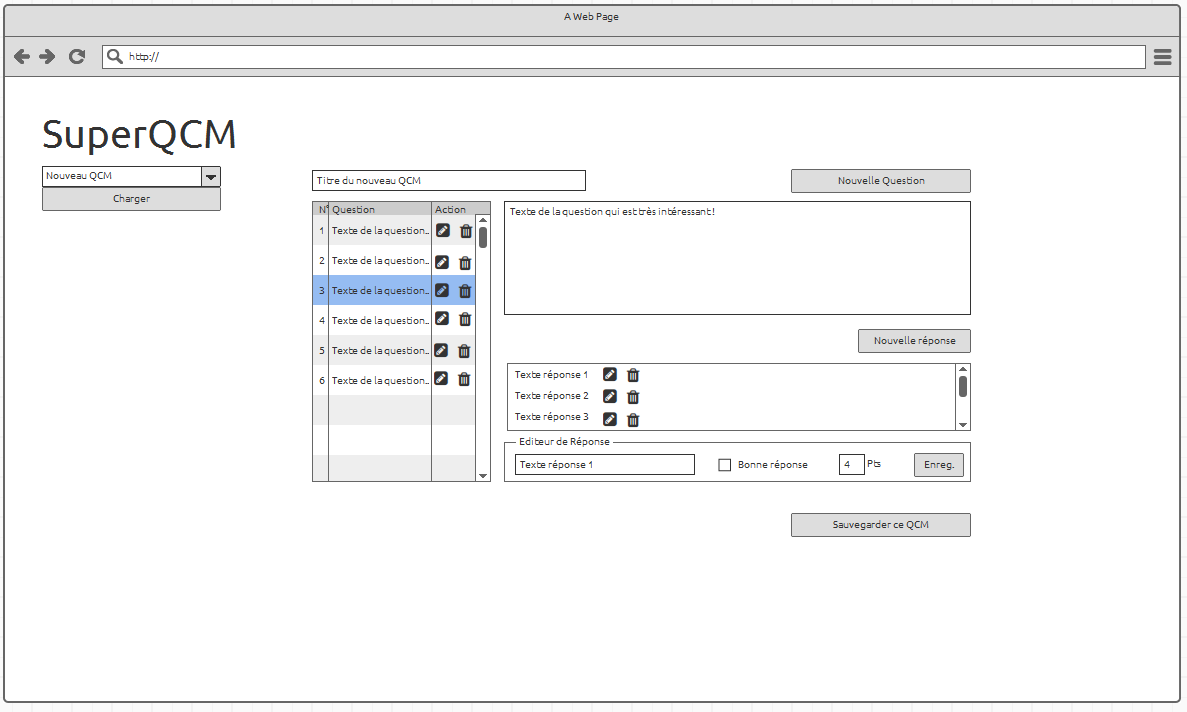 A Web Page
http://
SuperQCM
Nouveau QCM
Charger
Titre du nouveau QCM
Nouvelle Question
N° Question Action
1 Texte de la question..
2 Texte de la question..
3 Texte de la question..
4 Texte de la question..
5 Texte de la question..
6 Texte de la question..
Texte de la question qui est très intéressant!
Nouvelle réponse
Texte réponse 1
Texte réponse 2
Texte réponse 3
Editeur de Réponse
Texte réponse 1 Bonne réponse 4 Pts Enreg.
Sauvegarder ce QCM